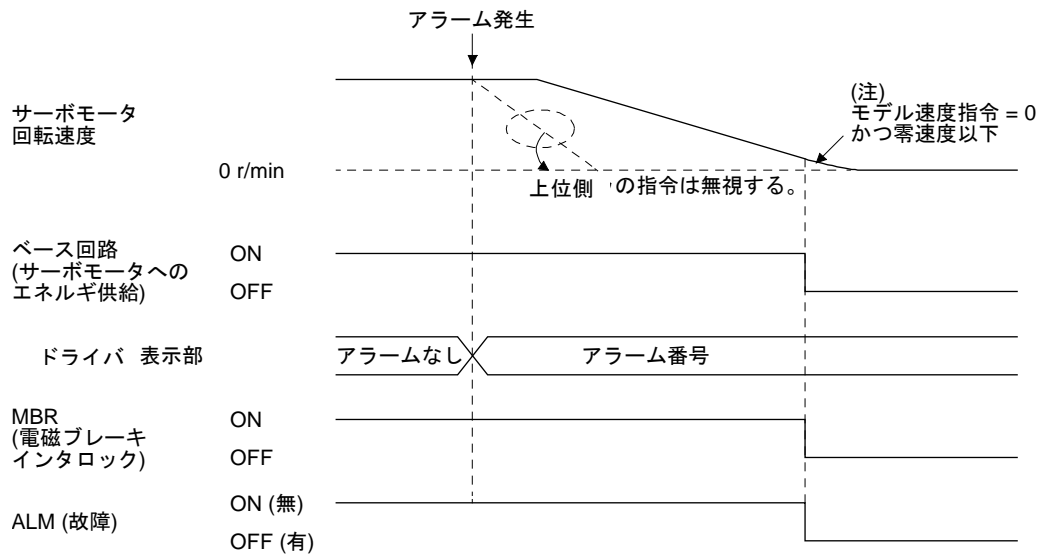 アラーム発生
サーボモータ
回転速度
(注)
モデル速度指令 = 0
かつ零速度以下
0 r/min
上位側 の指令は無視する。
ベース回路
(サーボモータへの
エネルギ供給)
ON
OFF
ドライバ 表示部
アラームなし
アラーム番号
MBR
(電磁ブレーキ
インタロック)
ON
OFF
ALM (故障)
ON (無)
OFF (有)